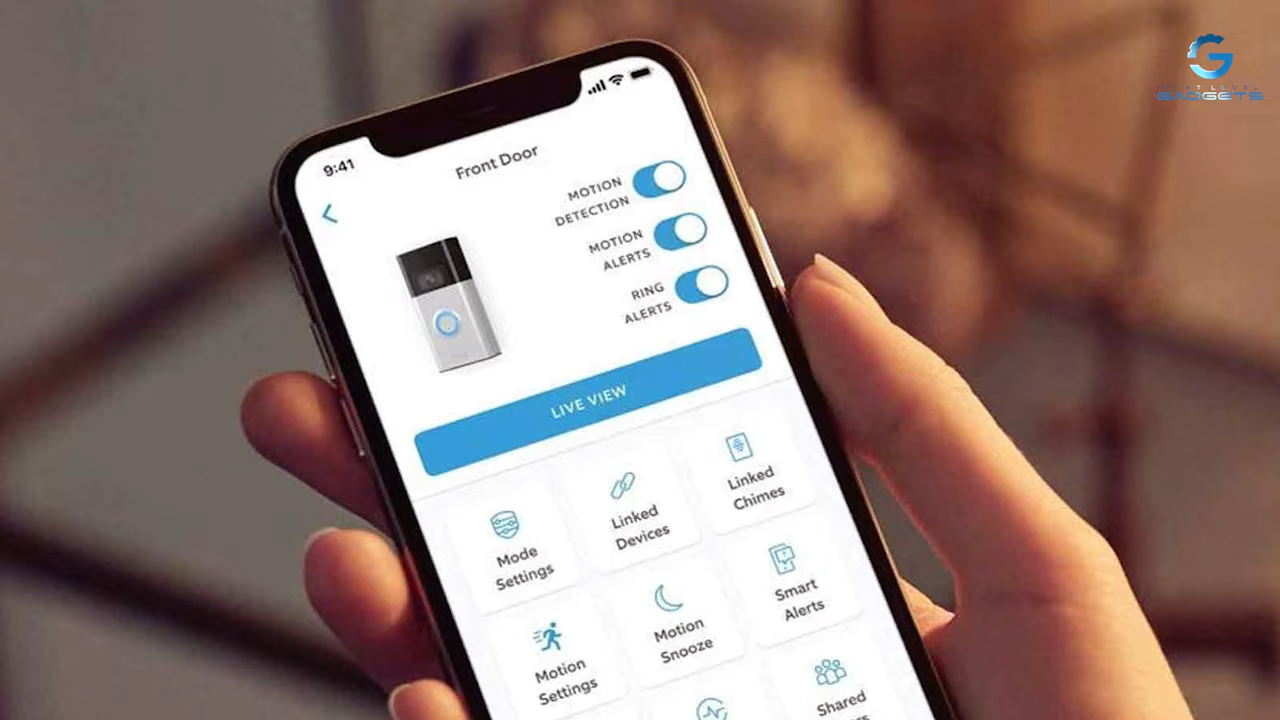 9:41
Front Door
MOTION
DETECTION
MOTION
ALERTS
RING
ALERTS
LIVE VIEW
Mode
Settings
Linked
Devices
Linked
Chimes
Motion
Settings
Motion
Snooze
Smart
Alerts
Shared
G
LEVEL
GADGETS